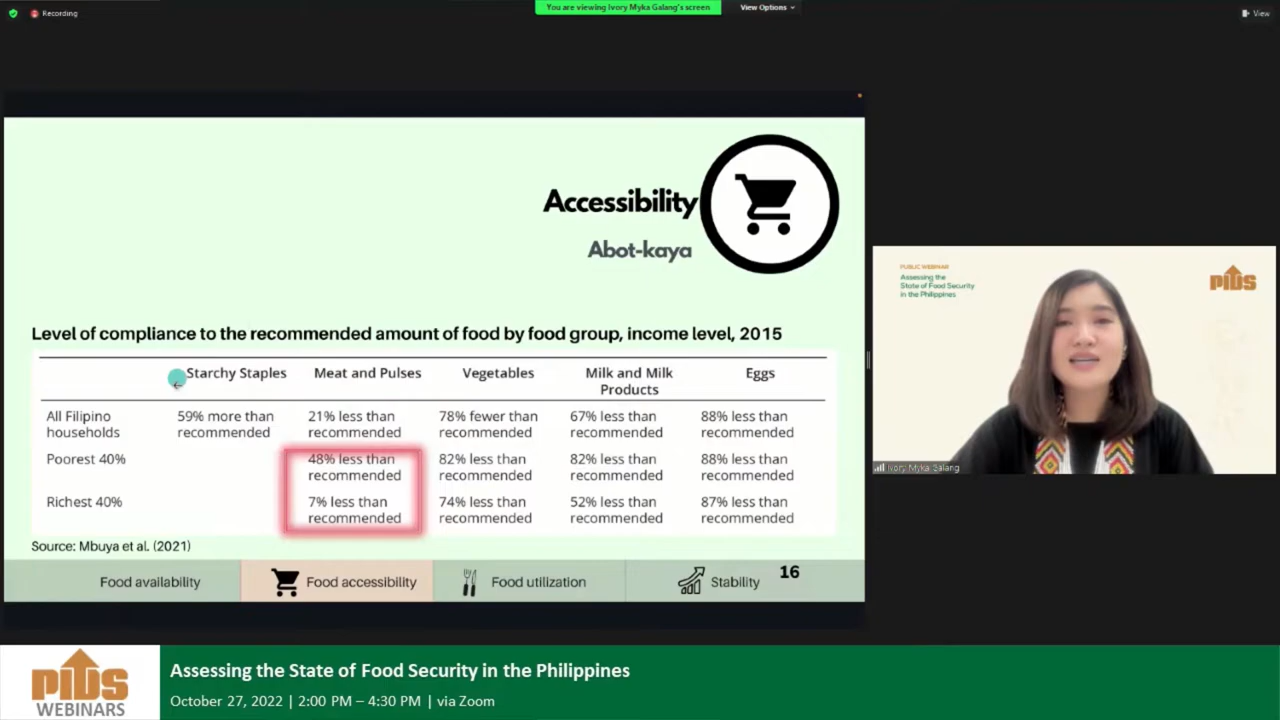 Recording
You are viewing Ivory Myka Galang's screen
View Options
View
Accessibility
Abot-kaya
Level of compliance to the recommended amount of food by food group, income level, 2015
Starchy Staples
Meat and Pulses
Vegetables
Milk and Milk
Products
Eggs
All Filipino
households
59% more than
recommended
21% less than
recommended
78% fewer than
recommended
67% less than
recommended
88% less than
recommended
Poorest 40%
48% less than
recommended
82% less than
recommended
82% less than
recommended
88% less than
recommended
Richest 40%
7% less than
recommended
74% less than
recommended
52% less than
recommended
87% less than
recommended
Source: Mbuya et al. (2021)
Food availability
Food accessibility
Food utilization
Stability
16
PUBLIC WEBINAR
Assessing the
State of Food Security
in the Philippines
PIDS
Ivory Myka Galang
PIDS
WEBINARS
Assessing the State of Food Security in the Philippines
October 27, 2022 | 2:00 PM – 4:30 PM | via Zoom